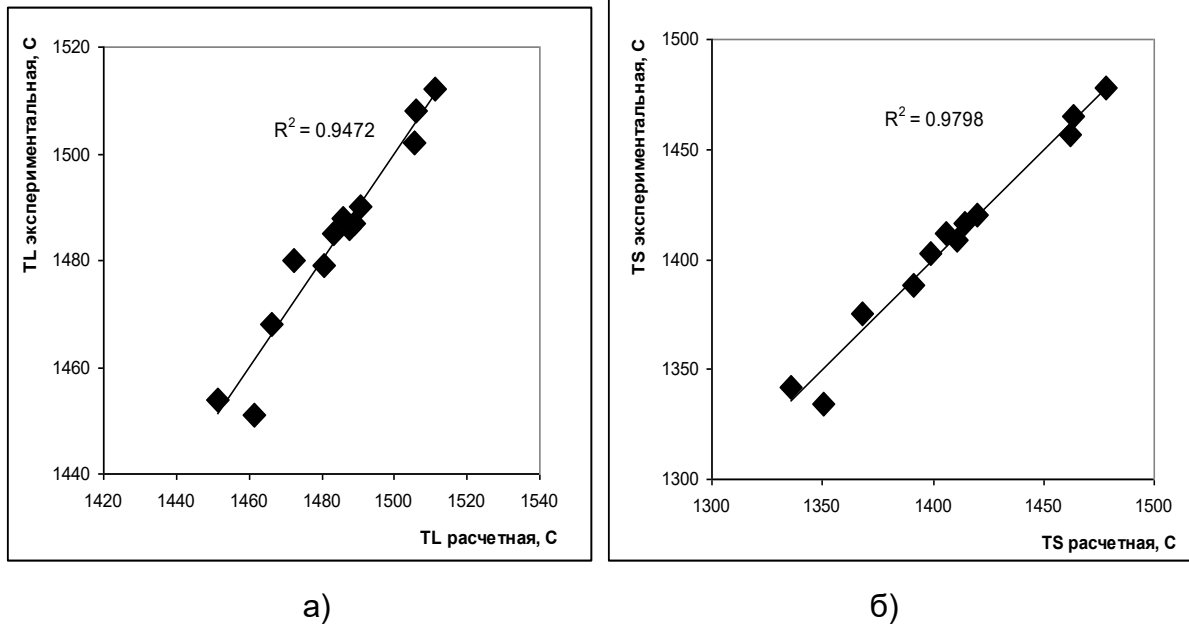 TL экспериментальная, С
1520
1500
1480
1460
1440
R² = 0.9472
1420 1440 1460 1480 1500 1520 1540
TL расчетная, С
а)
TS экспериментальная, С
1500
1450
1400
1350
1300
R² = 0.9798
1300 1350 1400 1450 1500
TS расчетная, С
б)